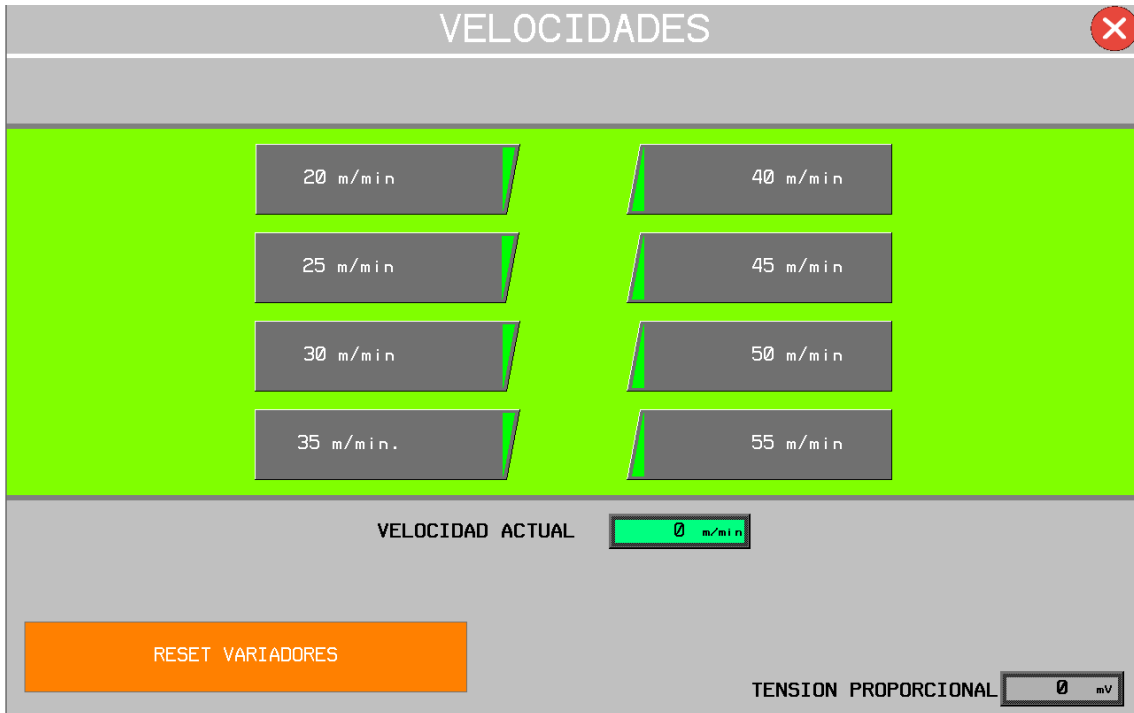 VELOCIDADES
20 m/min
40 m/min
25 m/min
45 m/min
30 m/min
50 m/min
35 m/min.
55 m/min
VELOCIDAD ACTUAL 0 m/min
RESET VARIADORES
TENSION PROPORCIONAL 0 mV